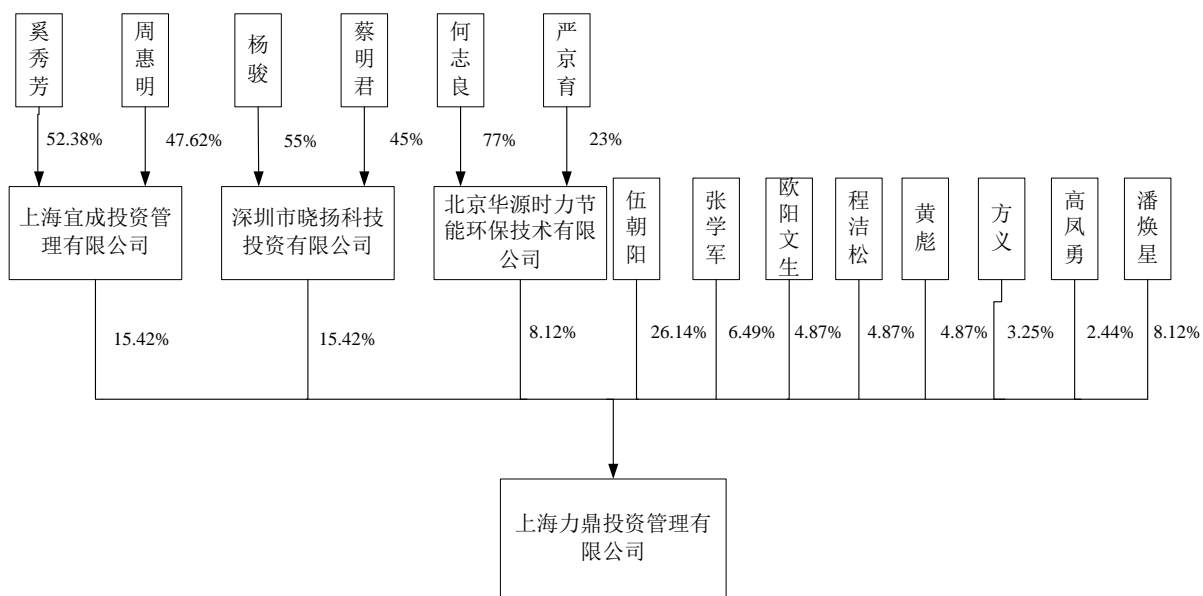 奚秀芳
周惠明
杨骏
蔡明君
何志良
严京育
52.38%
47.62%
55%
45%
77%
23%
上海宜成投资管
理有限公司
深圳市晓扬科技
投资有限公司
北京华源时力节
能环保技术有限
公司
伍朝阳
张学军
欧阳文生
程洁松
黄彪
方义
高凤勇
潘焕星
15.42%
15.42%
8.12%
26.14%
6.49%
4.87%
4.87%
4.87%
3.25%
2.44%
8.12%
上海力鼎投资管理有
限公司